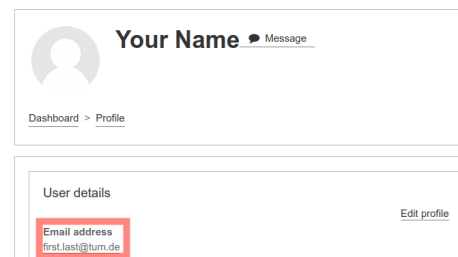 Your Name Message
Dashboard > Profile
User details
Edit profile
Email address
first.last@tum.de